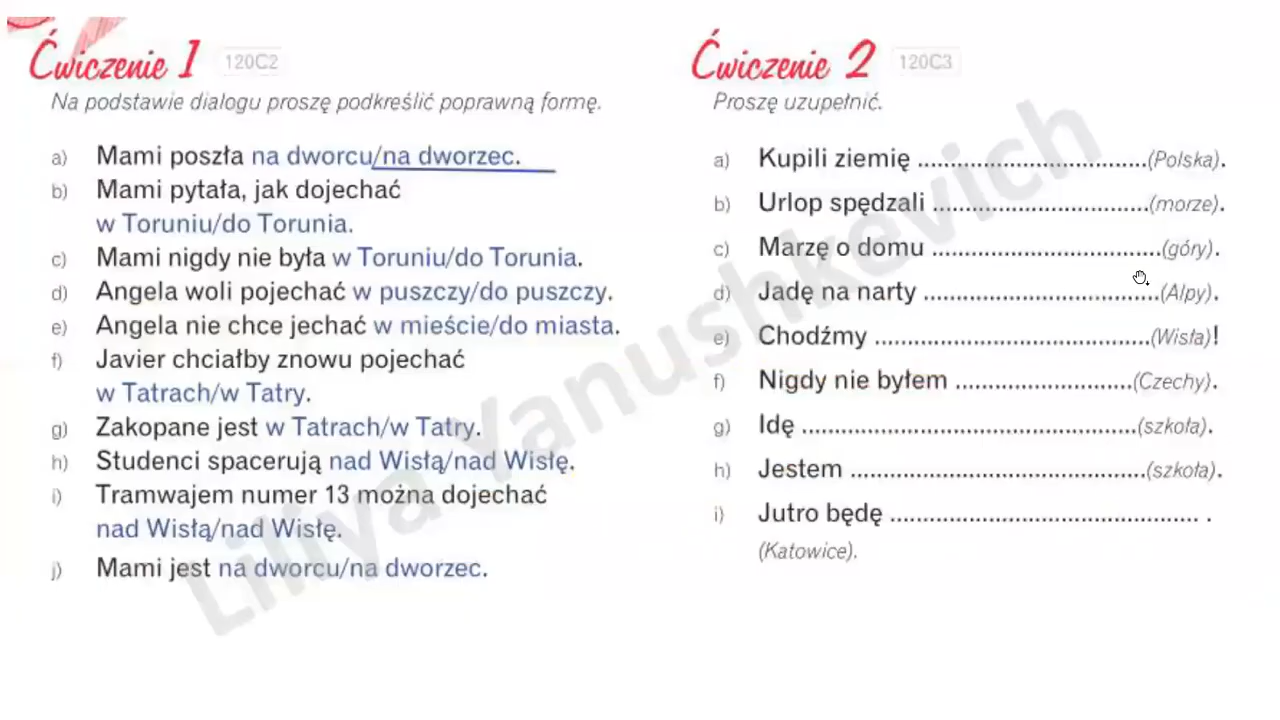 Ćwiczenie 1 120C2
Na podstawie dialogu proszę podkreślić poprawną formę.
a) Mami poszła na dworcu/na dworzec.
b) Mami pytała, jak dojechać
w Toruniu/do Torunia.
c) Mami nigdy nie była w Toruniu/do Torunia.
d) Angela woli pojechać w puszczy/do puszczy.
e) Angela nie chce jechać w mieście/do miasta.
f) Javier chciałby znowu pojechać
w Tatrach/w Tatry.
g) Zakopane jest w Tatrach/w Tatry.
h) Studenci spacerują nad Wisłą/nad Wisłę.
i) Tramwajem numer 13 można dojechać
nad Wisłą/nad Wisłę.
j) Mami jest na dworcu/na dworzec.
Ćwiczenie 2 120C3
Proszę uzupełnić.
a) Kupili ziemię ................................(Polska).
b) Urlop spędzali ..............................(morze).
c) Marzę o domu ................................(góry).
d) Jadę na narty .................................(Alpy).
e) Chodźmy .......................................(Wisła)!
f) Nigdy nie byłem .........................(Czechy).
g) Idę ...............................................(szkoła).
h) Jestem .........................................(szkoła).
i) Jutro będę ........................................... .
(Katowice).
Liliya Yanushkevich